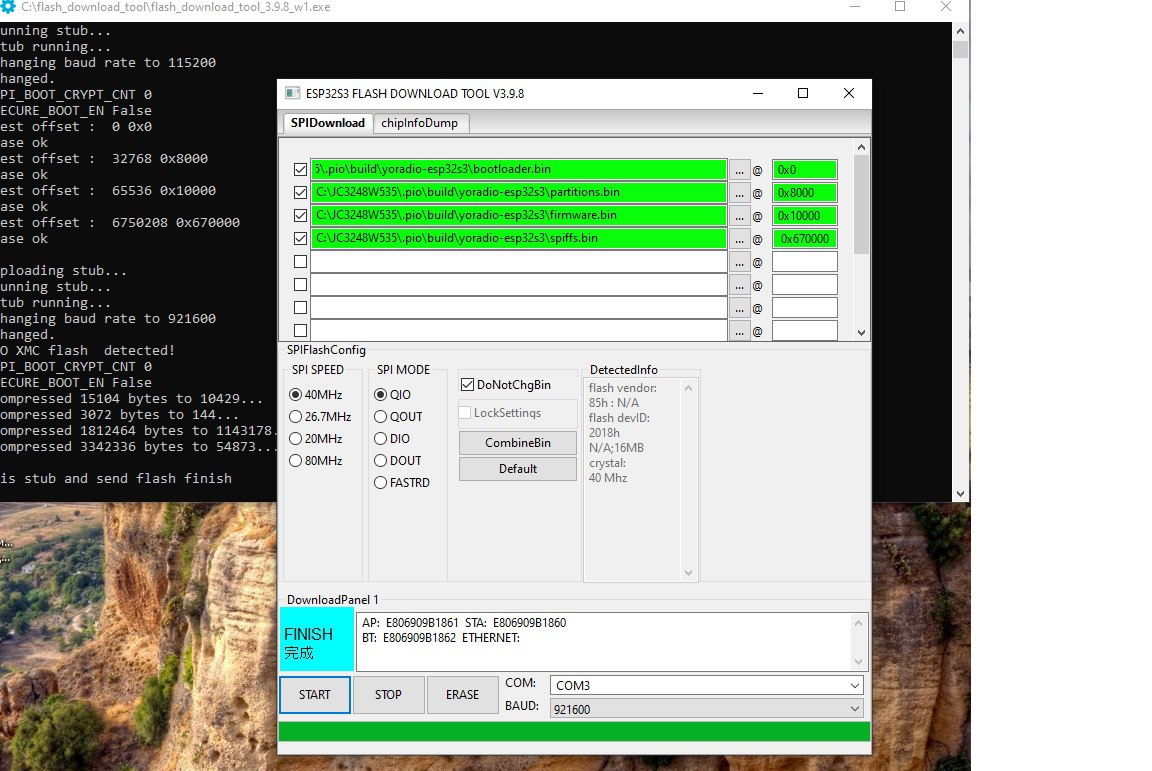 C:\flash_download_tool\flash_download_tool_3.9.8_w1.exe
unning stub...
tub running...
hanging baud rate to 115200
hanged.
PI_BOOT_CRYPT_CNT 0
ECURE_BOOT_EN False
est offset :  0 0x0
ase ok
est offset :  32768 0x8000
ase ok
est offset :  65536 0x10000
ase ok
est offset :  6750208 0x670000
ase ok
ploading stub...
unning stub...
tub running...
hanging baud rate to 921600
hanged.
O XMC flash  detected!
PI_BOOT_CRYPT_CNT 0
ECURE_BOOT_EN False
ompressed 15104 bytes to 10429...
ompressed 3072 bytes to 144...
ompressed 1812464 bytes to 1143178.
ompressed 3342336 bytes to 54873...
is stub and send flash finish
ESP32S3 FLASH DOWNLOAD TOOL V3.9.8
SPIDownload chipInfoDump
5\.pio\build\yoradio-esp32s3\bootloader.bin ... @ 0x0
C:\JC3248W535\.pio\build\yoradio-esp32s3\partitions.bin ... @ 0x8000
C:\JC3248W535\.pio\build\yoradio-esp32s3\firmware.bin ... @ 0x10000
C:\JC3248W535\.pio\build\yoradio-esp32s3\spiffs.bin ... @ 0x670000
... @
... @
... @
... @
SPIFlashConfig
SPI SPEED
40MHz
26.7MHz
20MHz
80MHz
SPI MODE
QIO
QOUT
DIO
DOUT
FASTRD
DoNotChgBin
LockSettings
CombineBin
Default
DetectedInfo
flash vendor:
85h : N/A
flash devID:
2018h
N/A;16MB
crystal:
40 Mhz
DownloadPanel 1
FINISH
完成
AP:  E806909B1861  STA:  E806909B1860
BT:  E806909B1862  ETHERNET:
START STOP ERASE
COM: COM3
BAUD: 921600